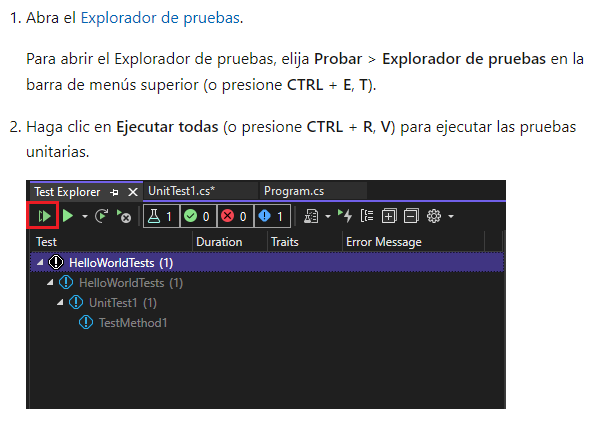 1. Abra el Explorador de pruebas.
Para abrir el Explorador de pruebas, elija Probar > Explorador de pruebas en la
barra de menús superior (o presione CTRL + E, T).
2. Haga clic en Ejecutar todas (o presione CTRL + R, V) para ejecutar las pruebas
unitarias.
Test Explorer UnitTest1.cs* Program.cs
1 0 0 1
Test Duration Traits Error Message
HelloWorldTests (1)
HelloWorldTests (1)
UnitTest1 (1)
TestMethod1